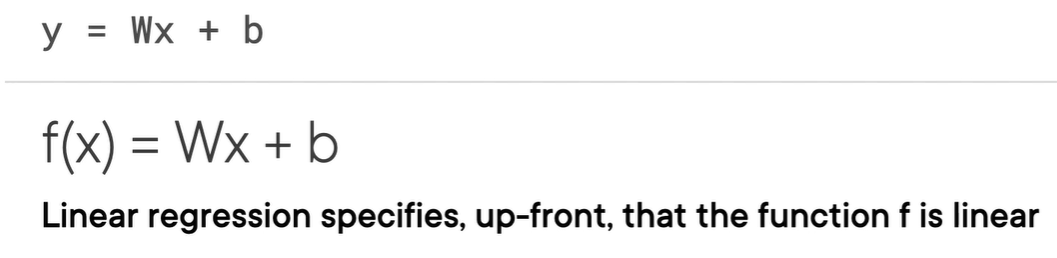 y = Wx + b
f(x) = Wx + b
Linear regression specifies, up-front, that the function f is linear